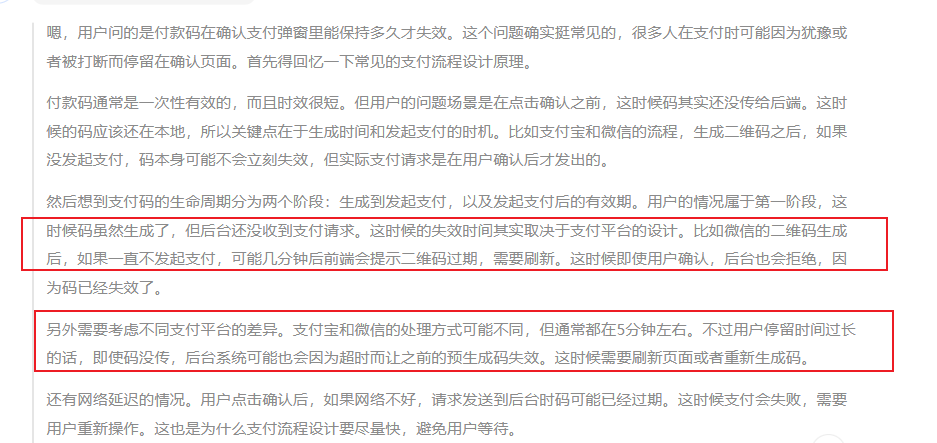 嗯，用户问的是付款码在确认支付弹窗里能保持多久才失效。这个问题确实挺常见的，很多人在支付时可能因为犹豫或
者被打断而停留在确认页面。首先得回忆一下常见的支付流程设计原理。
付款码通常是一次性有效的，而且时效很短。但用户的问题场景是在点击确认之前，这时候码其实还没传给后端。这时
候的码应该还在本地，所以关键点在于生成时间和发起支付的时机。比如支付宝和微信的流程，生成二维码之后，如果
没发起支付，码本身可能不会立刻失效，但实际支付请求是在用户确认后才发出的。
然后想到支付码的生命周期分为两个阶段：生成到发起支付，以及发起支付后的有效期。用户的情况属于第一阶段，这
时候码虽然生成了，但后台还没收到支付请求。这时候的失效时间其实取决于支付平台的设计。比如微信的二维码生成
后，如果一直不发起支付，可能几分钟后前端会提示二维码过期，需要刷新。这时候即使用户确认，后台也会拒绝，因
为码已经失效了。
另外需要考虑不同支付平台的差异。支付宝和微信的处理方式可能不同，但通常都在5分钟左右。不过用户停留时间过长
的话，即使码没传，后台系统可能也会因为超时而让之前的预生成码失效。这时候需要刷新页面或者重新生成码。
还有网络延迟的情况。用户点击确认后，如果网络不好，请求发送到后台时码可能已经过期。这时候支付会失败，需要
用户重新操作。这也是为什么支付流程设计要尽量快，避免用户等待。